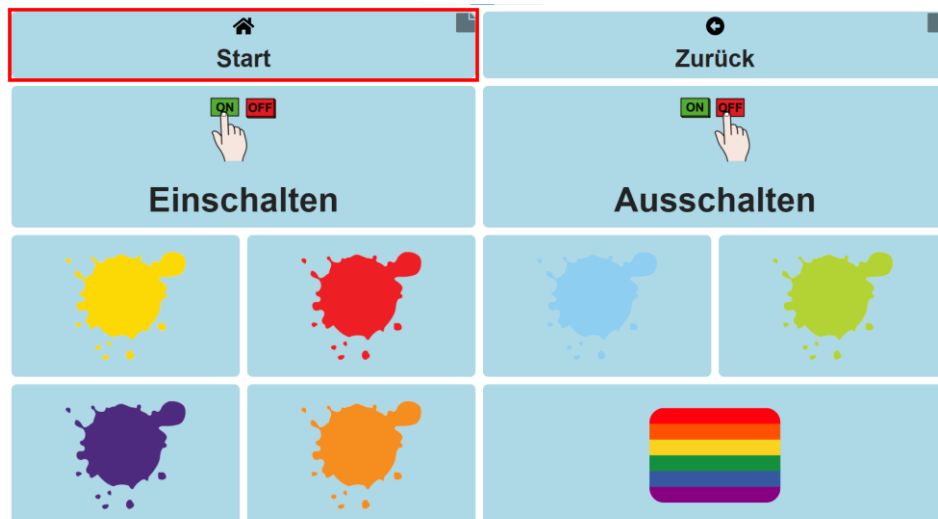 Start
Zurück
ON OFF
ON OFF
Einschalten
Ausschalten